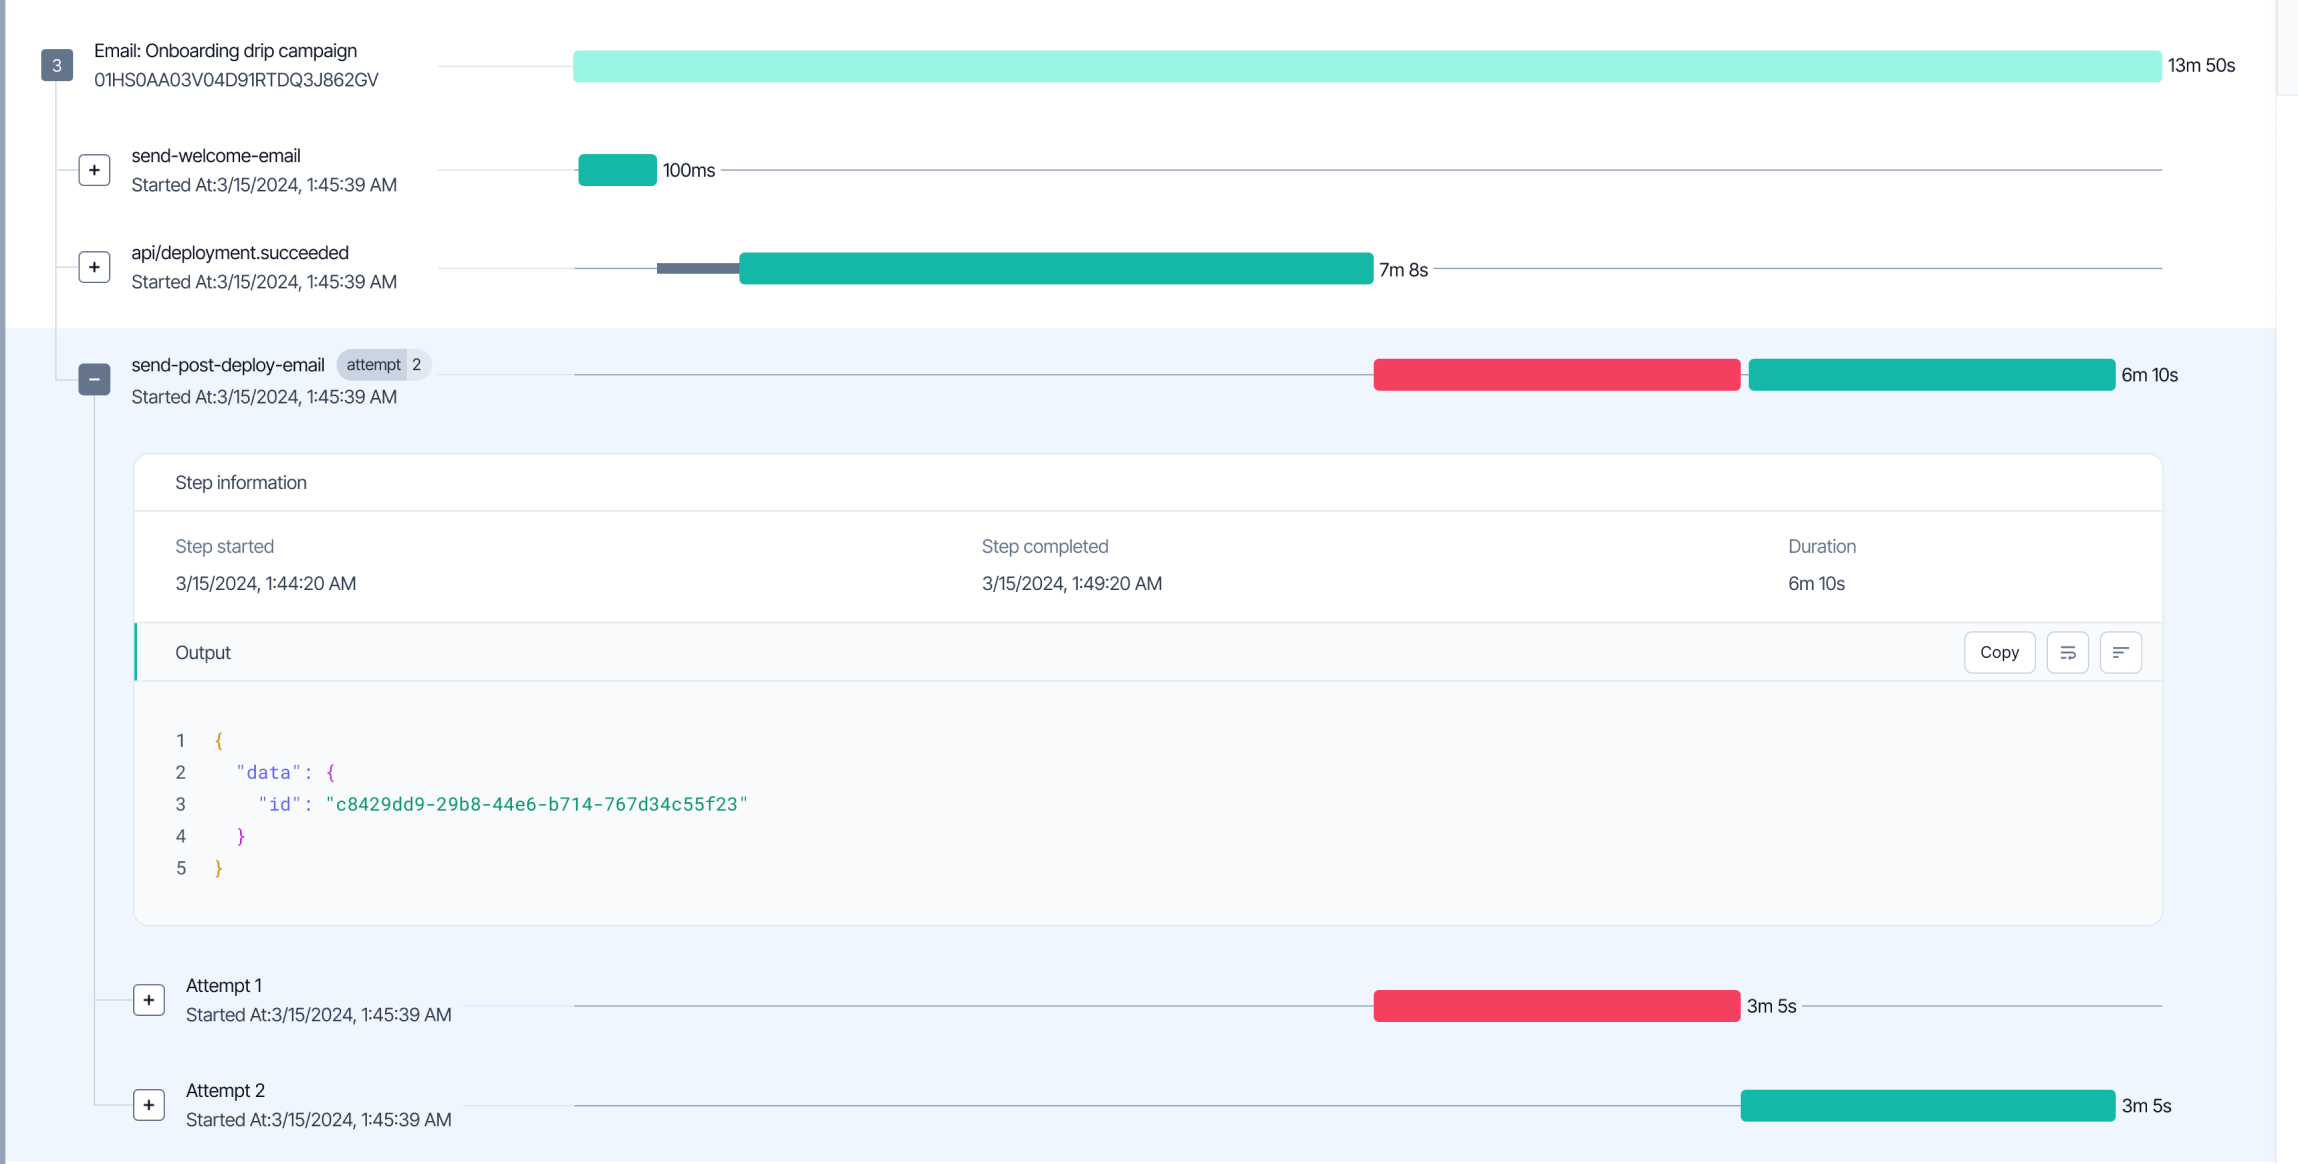 3
Email: Onboarding drip campaign
01HS0AA03V04D91RTDQ3J862GV
13m 50s
send-welcome-email
Started At:3/15/2024, 1:45:39 AM
100ms
api/deployment.succeeded
Started At:3/15/2024, 1:45:39 AM
7m 8s
send-post-deploy-email attempt 2
Started At:3/15/2024, 1:45:39 AM
6m 10s
Step information
Step started
3/15/2024, 1:44:20 AM
Step completed
3/15/2024, 1:49:20 AM
Duration
6m 10s
Output
Copy
1 {
2 "data": {
3 "id": "c8429dd9-29b8-44e6-b714-767d34c55f23"
4 }
5 }
Attempt 1
Started At:3/15/2024, 1:45:39 AM
3m 5s
Attempt 2
Started At:3/15/2024, 1:45:39 AM
3m 5s